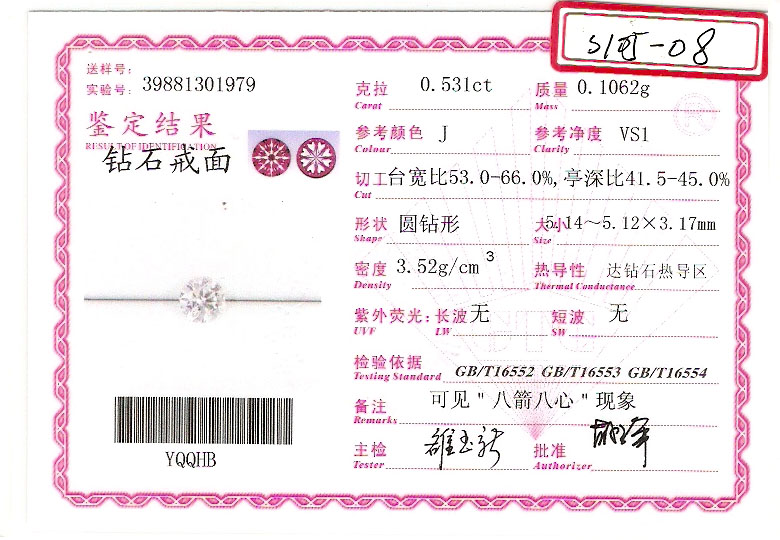 送样号:
实验号: 39881301979
鉴定结果
RESULT OF IDENTIFICATION
钻石戒面
YQQHB
克拉 0.531ct 质量 0.1062g
Carat Mass
参考颜色 J 参考净度 VS1
Colour Clarity
切工 台宽比53.0-66.0%,亭深比41.5-45.0%
Cut
形状 圆钻形 大小 5.14～5.12×3.17mm
Shape Size
密度 3.52g/cm³ 热导性 达钻石热导区
Density Thermal Conductance
紫外荧光: 长波 无 短波 无
UVF LW SW
检验依据 GB/T16552 GB/T16553 GB/T16554
Testing Standard
备注 可见"八箭八心"现象
Remarks
主检 批准
Tester Authorizer